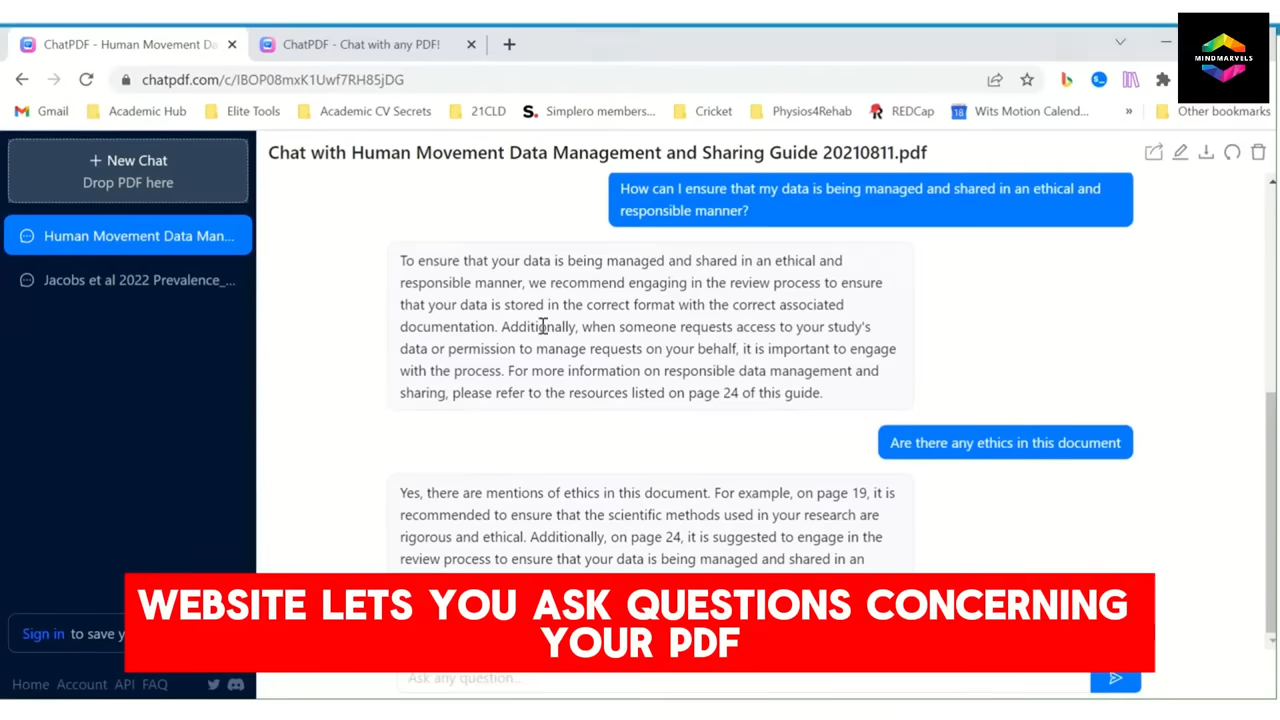 ChatPDF - Human Movement Da
ChatPDF - Chat with any PDF!
MINDMARVELS
chatpdf.com/c/lBOP08mxK1Uwf7RH85jDG
Gmail
Academic Hub
Elite Tools
Academic CV Secrets
21CLD
S. Simplero members...
Cricket
Physios4Rehab
REDCap
18 Wits Motion Calend...
»
Other bookmarks
+ New Chat
Drop PDF here
Human Movement Data Man...
Jacobs et al 2022 Prevalence_...
Chat with Human Movement Data Management and Sharing Guide 20210811.pdf
How can I ensure that my data is being managed and shared in an ethical and
responsible manner?
To ensure that your data is being managed and shared in an ethical and
responsible manner, we recommend engaging in the review process to ensure
that your data is stored in the correct format with the correct associated
documentation. Additionally, when someone requests access to your study's
data or permission to manage requests on your behalf, it is important to engage
with the process. For more information on responsible data management and
sharing, please refer to the resources listed on page 24 of this guide.
Are there any ethics in this document
Yes, there are mentions of ethics in this document. For example, on page 19, it is
recommended to ensure that the scientific methods used in your research are
rigorous and ethical. Additionally, on page 24, it is suggested to engage in the
review process to ensure that your data is being managed and shared in an
WEBSITE LETS YOU ASK QUESTIONS CONCERNING
YOUR PDF
Sign in to save y
Ask any question...
Home Account API FAQ